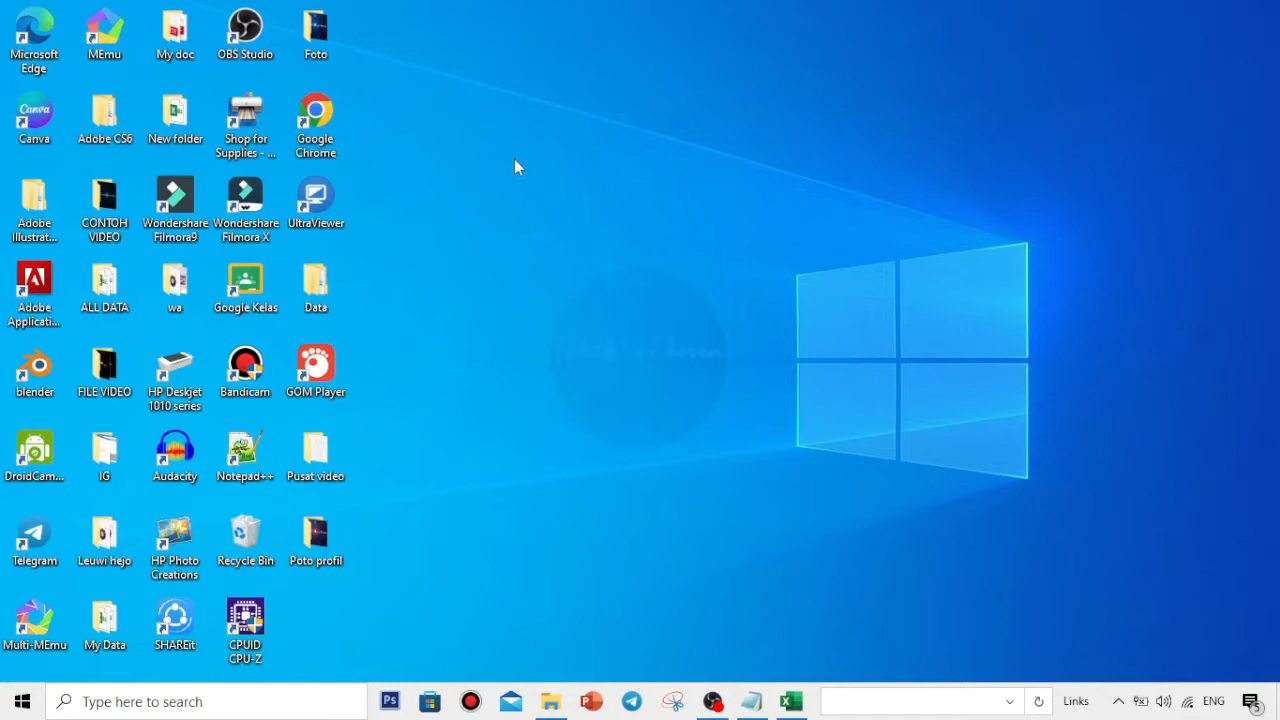 Microsoft Edge
MEmu
My doc
OBS Studio
Foto
Canva
Canva
Adobe CS6
New folder
Shop for Supplies - ...
Google Chrome
Adobe Illustrat...
CONTOH VIDEO
Wondershare Filmora9
Wondershare Filmora X
UltraViewer
Adobe Applicati...
ALL DATA
wa
Google Kelas
Data
blender
FILE VIDEO
HP Deskjet 1010 series
Bandicam
GOM Player
DroidCam...
IG
Audacity
Notepad++
Pusat video
Telegram
Leuwi hejo
HP Photo Creations
Recycle Bin
Poto profil
Multi-MEmu
My Data
SHAREit
CPUID CPU-Z
Type here to search
Ps
Links
ENG
5